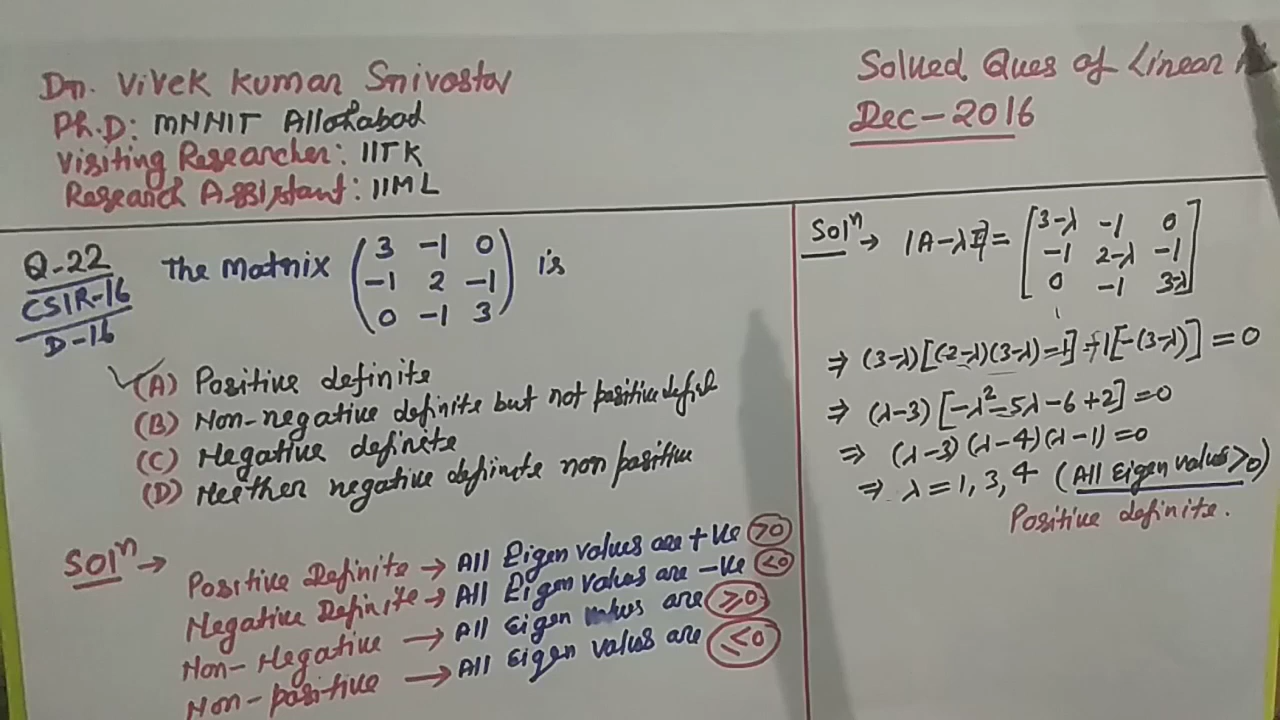 Dr. Vivek Kumar Srivastav
Ph.D: MNNIT Allahabad
Visiting Researcher: IITK
Research Assistant: IIML
Solved Ques of Linear
Dec-2016
Q-22
CSIR-16
D-16
The Matrix
3 -1 0
-1 2 -1
0 -1 3
is
(A) Positive definite
(B) Non-negative definite but not positive
(C) Negative definite
(D) Neither negative definite non positive
Solⁿ →
Positive Definite → All Eigen values are +ve >0
Negative Definite → All Eigen values are -ve <0
Non-Negative → All Eigen values are ≥0
Non-positive → All Eigen values are ≤0
Solⁿ → |A-λI| =
3-λ -1 0
-1 2-λ -1
0 -1 3-λ
⇒ (3-λ)[(2-λ)(3-λ)-1]+1[-(3-λ)] = 0
⇒ (λ-3)[-λ²-5λ-6+2] = 0
⇒ (λ-3)(λ-4)(λ-1) = 0
⇒ λ = 1, 3, 4 (All Eigen values >0)
Positive definite.